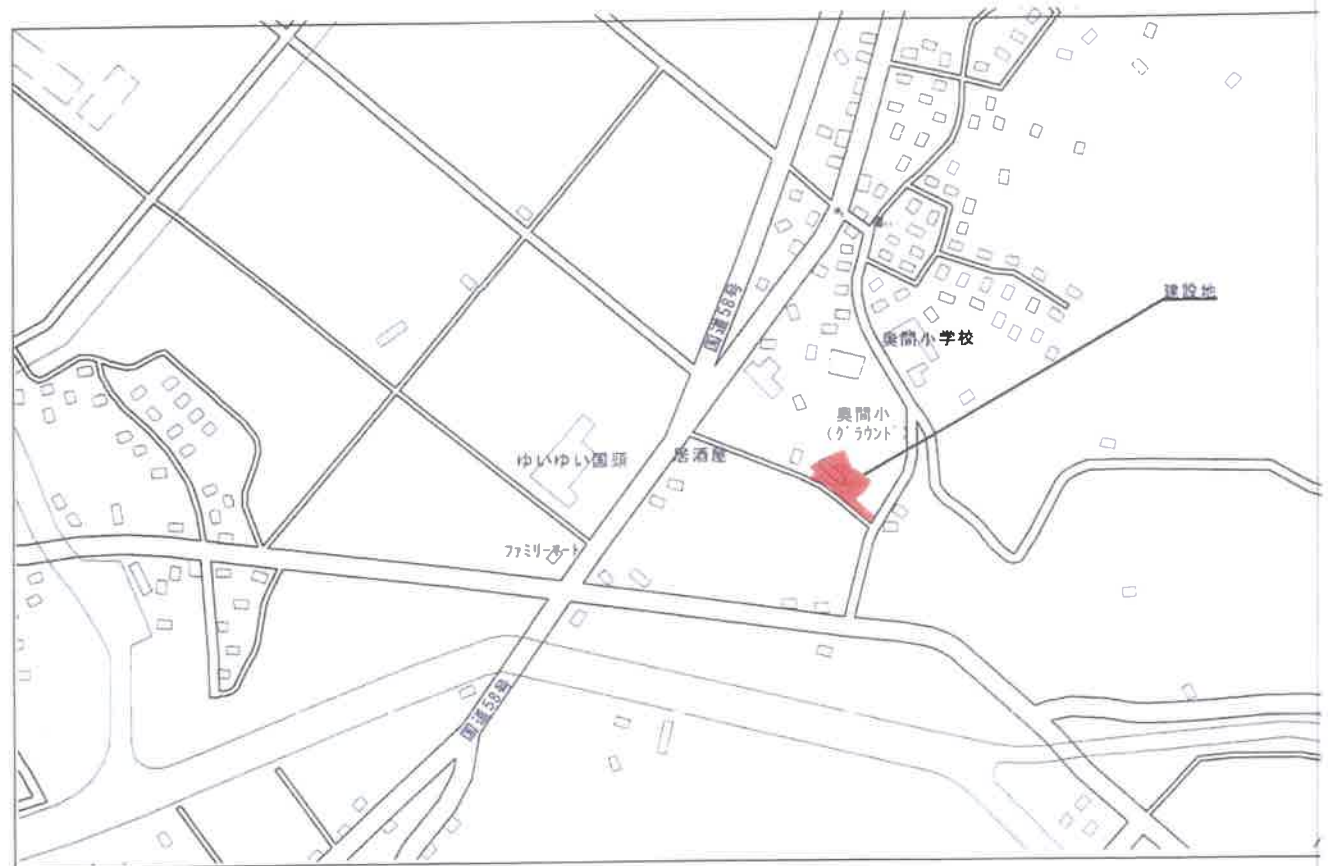 建設地
国道58号
奥間小学校
奥間小
(グラウンド)
ゆいゆい国頭
居酒屋
ファミリーマート
国道58号